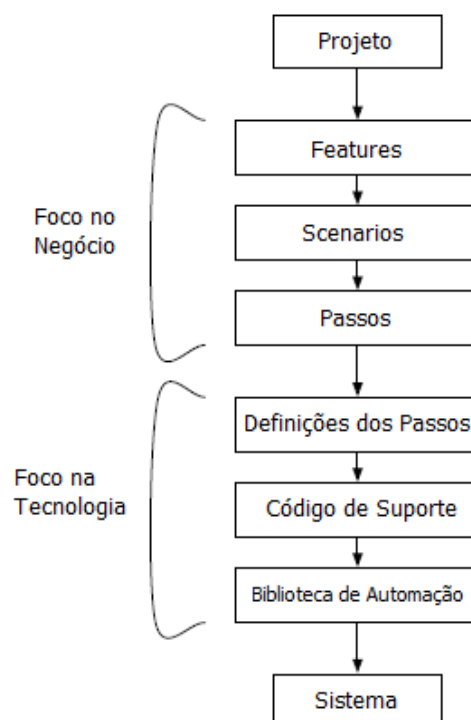 Projeto
Features
Foco no
Negócio
Scenarios
Passos
Definições dos Passos
Foco na
Tecnologia
Código de Suporte
Biblioteca de Automação
Sistema